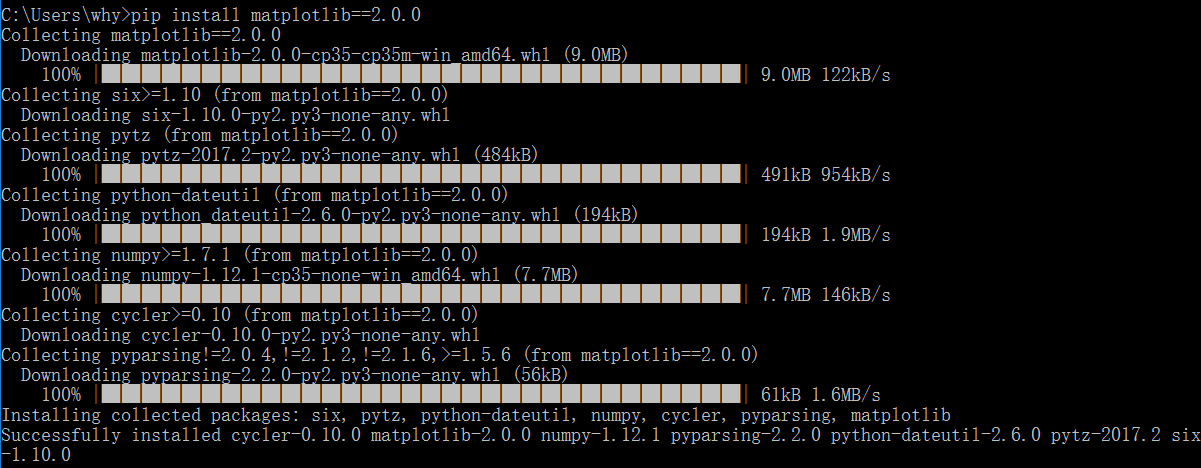 C:\Users\why>pip install matplotlib==2.0.0
Collecting matplotlib==2.0.0
  Downloading matplotlib-2.0.0-cp35-cp35m-win_amd64.whl (9.0MB)
    100% | | 9.0MB 122kB/s
Collecting six>=1.10 (from matplotlib==2.0.0)
  Downloading six-1.10.0-py2.py3-none-any.whl
Collecting pytz (from matplotlib==2.0.0)
  Downloading pytz-2017.2-py2.py3-none-any.whl (484kB)
    100% | | 491kB 954kB/s
Collecting python-dateutil (from matplotlib==2.0.0)
  Downloading python_dateutil-2.6.0-py2.py3-none-any.whl (194kB)
    100% | | 194kB 1.9MB/s
Collecting numpy>=1.7.1 (from matplotlib==2.0.0)
  Downloading numpy-1.12.1-cp35-none-win_amd64.whl (7.7MB)
    100% | | 7.7MB 146kB/s
Collecting cycler>=0.10 (from matplotlib==2.0.0)
  Downloading cycler-0.10.0-py2.py3-none-any.whl
Collecting pyparsing!=2.0.4,!=2.1.2,!=2.1.6,>=1.5.6 (from matplotlib==2.0.0)
  Downloading pyparsing-2.2.0-py2.py3-none-any.whl (56kB)
    100% | | 61kB 1.6MB/s
Installing collected packages: six, pytz, python-dateutil, numpy, cycler, pyparsing, matplotlib
Successfully installed cycler-0.10.0 matplotlib-2.0.0 numpy-1.12.1 pyparsing-2.2.0 python-dateutil-2.6.0 pytz-2017.2 six
-1.10.0